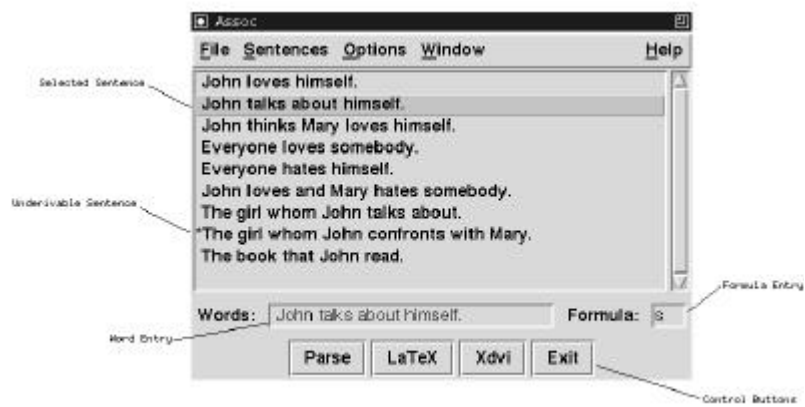 Assoc
File Sentences Options Window Help
Selected Sentence
John loves himself.
John talks about himself.
John thinks Mary loves himself.
Everyone loves somebody.
Everyone hates himself.
John loves and Mary hates somebody.
Underivable Sentence
The girl whom John talks about.
*The girl whom John confronts with Mary.
The book that John read.
Formula Entry
Words: John talks about himself. Formula: s
Word Entry
Parse LaTeX Xdvi Exit
Control Buttons